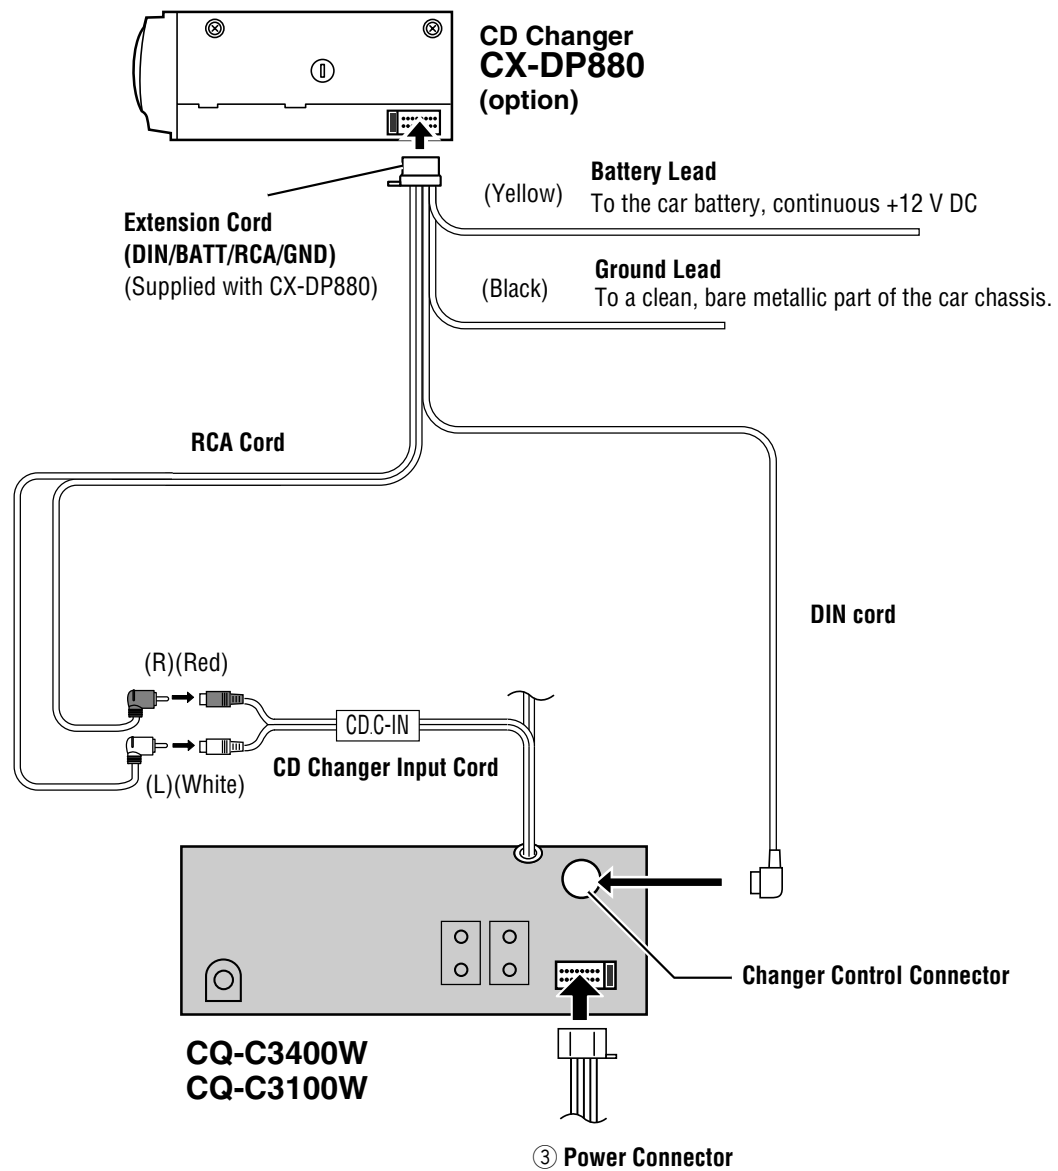 CD Changer
CX-DP880
(option)
(Yellow)
Battery Lead
To the car battery, continuous +12 V DC
Extension Cord
(DIN/BATT/RCA/GND)
(Supplied with CX-DP880)
(Black)
Ground Lead
To a clean, bare metallic part of the car chassis.
RCA Cord
DIN cord
(R)(Red)
CD.C-IN
CD Changer Input Cord
(L)(White)
Changer Control Connector
CQ-C3400W
CQ-C3100W
③ Power Connector